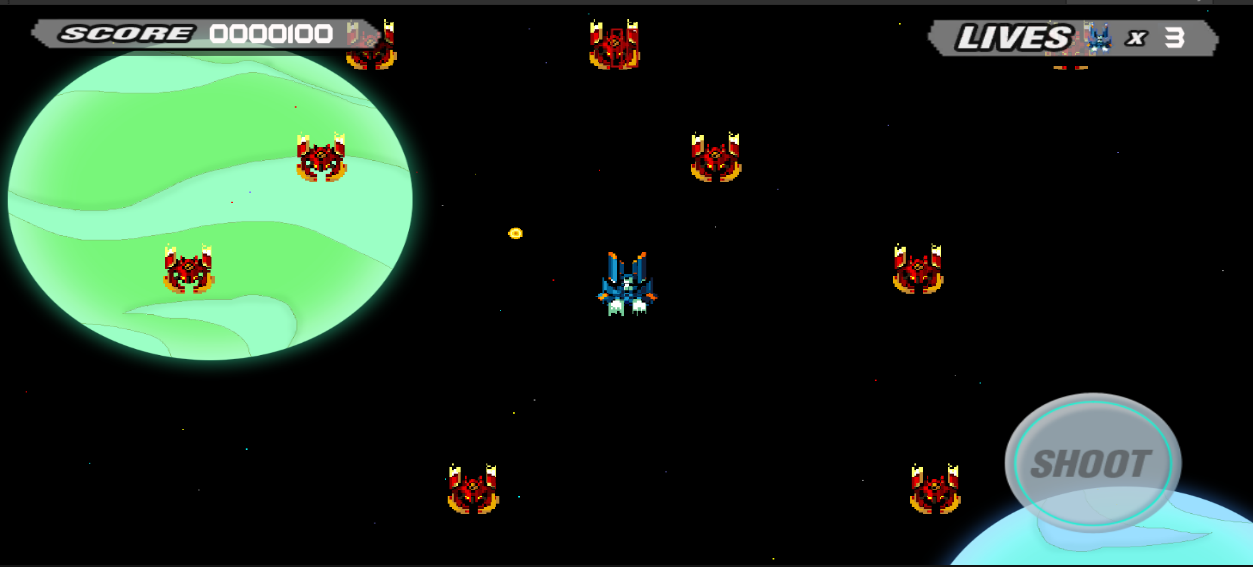 SCORE 0000100
LIVES x 3
SHOOT